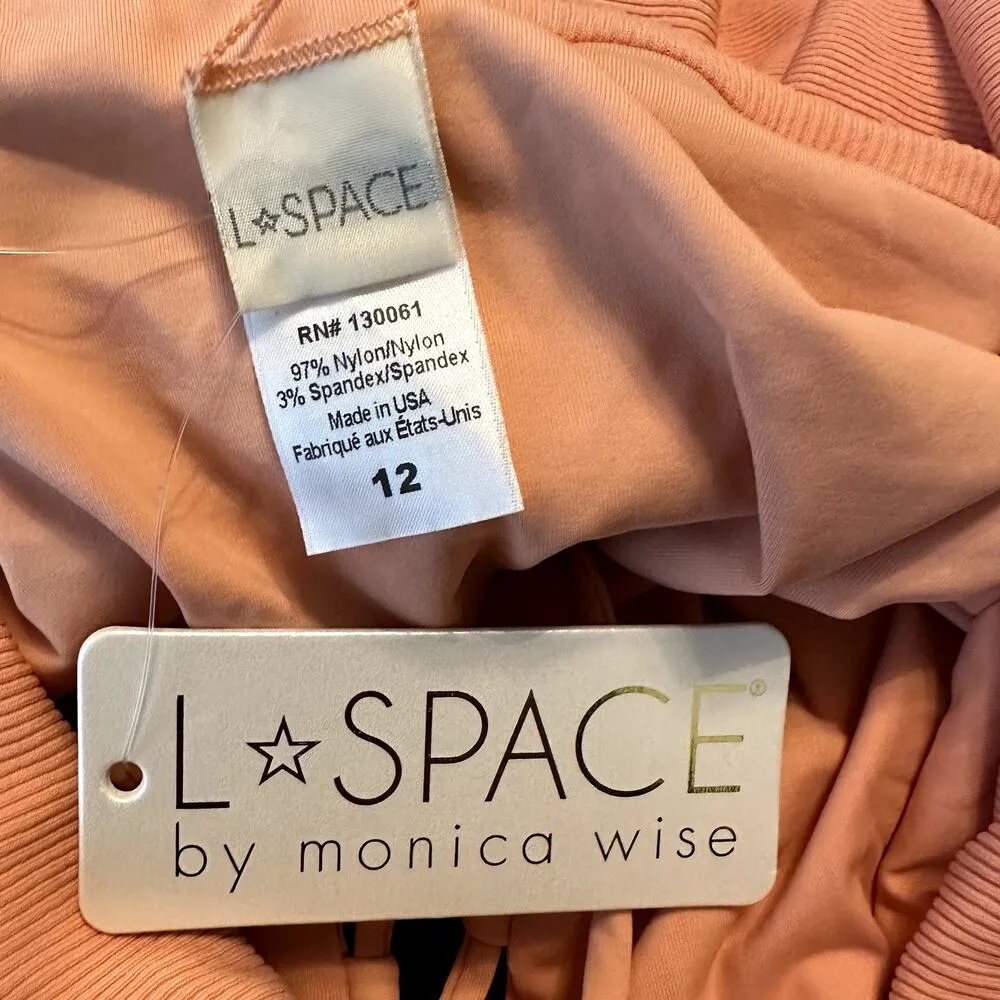 L☆SPACE
RN# 130061
97% Nylon/Nylon
3% Spandex/Spandex
Made in USA
Fabriqué aux États-Unis
12
L☆SPACE®
by monica wise